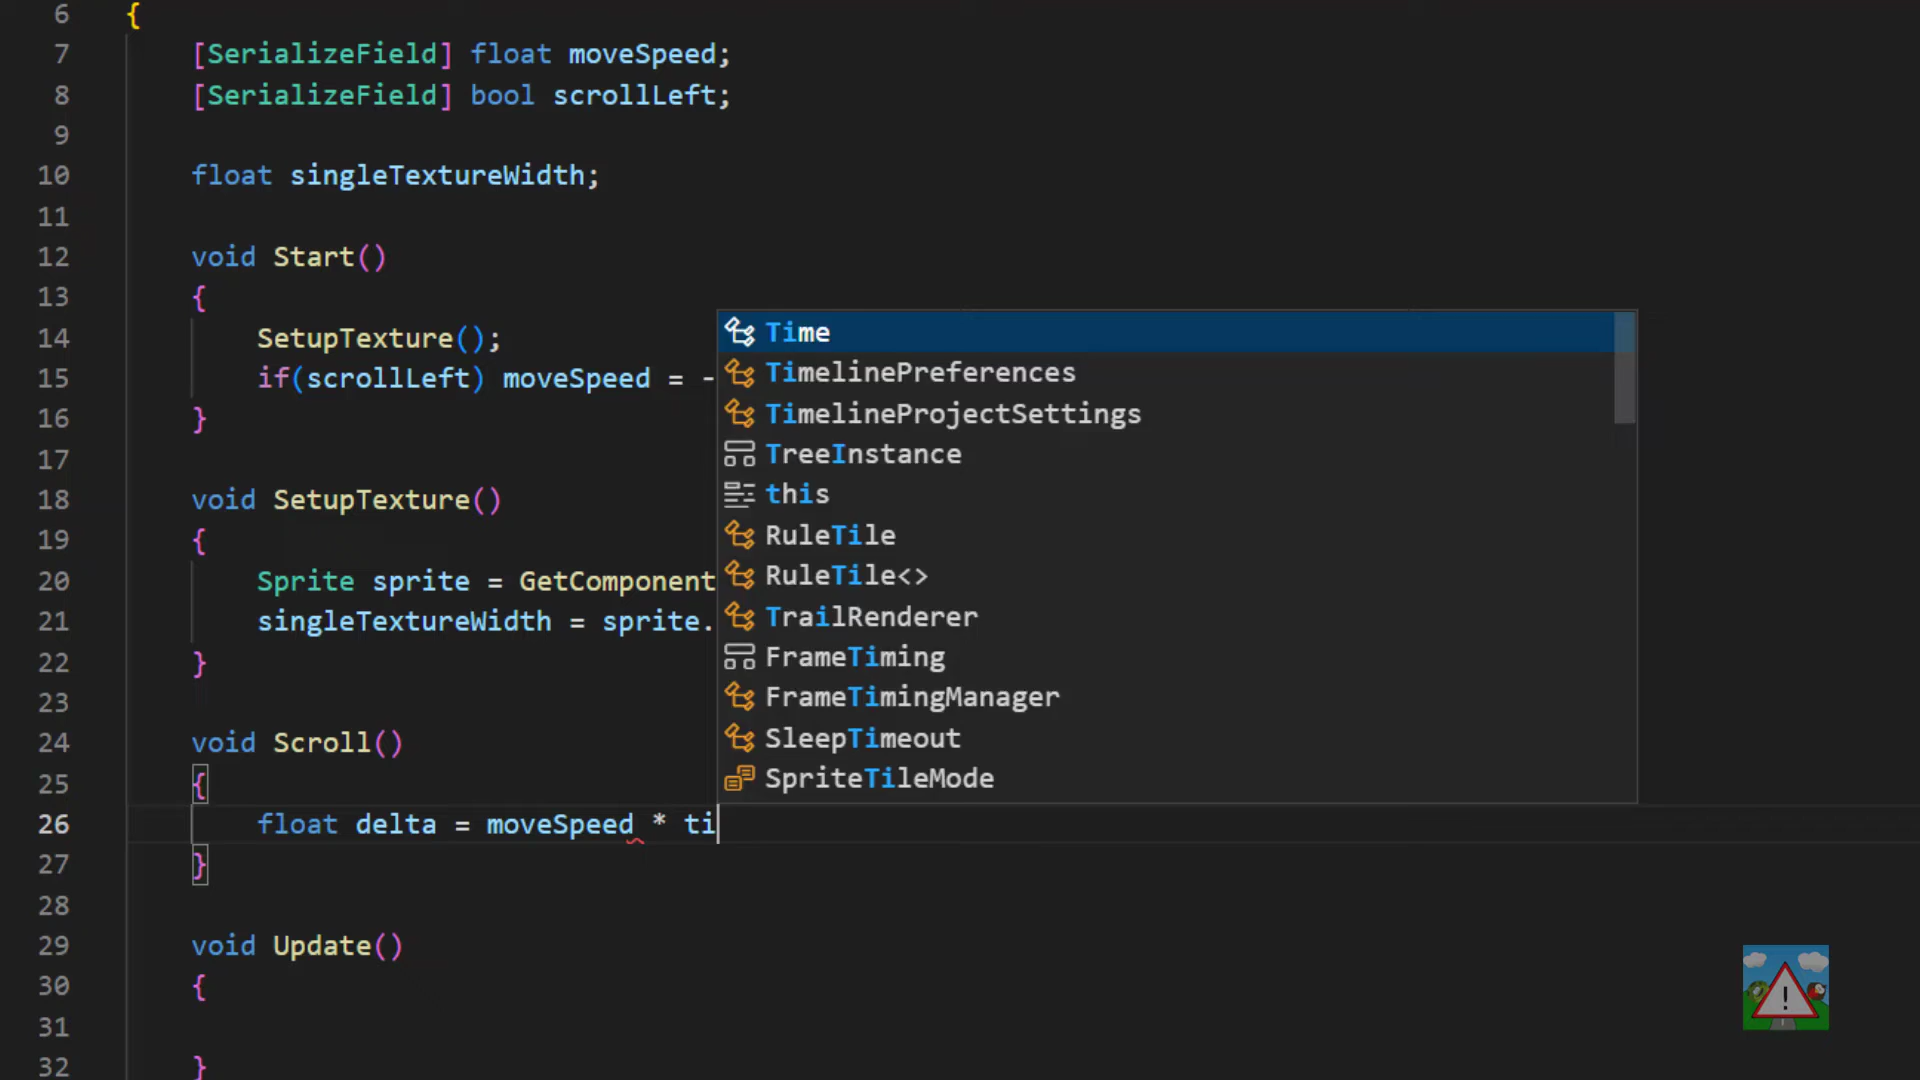 6 {
7 [SerializeField] float moveSpeed;
8 [SerializeField] bool scrollLeft;
9
10 float singleTextureWidth;
11
12 void Start()
13 {
14 SetupTexture();
15 if(scrollLeft) moveSpeed = -
16 }
17
18 void SetupTexture()
19 {
20 Sprite sprite = GetComponent
21 singleTextureWidth = sprite.
22 }
23
24 void Scroll()
25 {
26 float delta = moveSpeed * ti
27 }
28
29 void Update()
30 {
31
32 }
Time
TimelinePreferences
TimelineProjectSettings
TreeInstance
this
RuleTile
RuleTile<>
TrailRenderer
FrameTiming
FrameTimingManager
SleepTimeout
SpriteTileMode
!